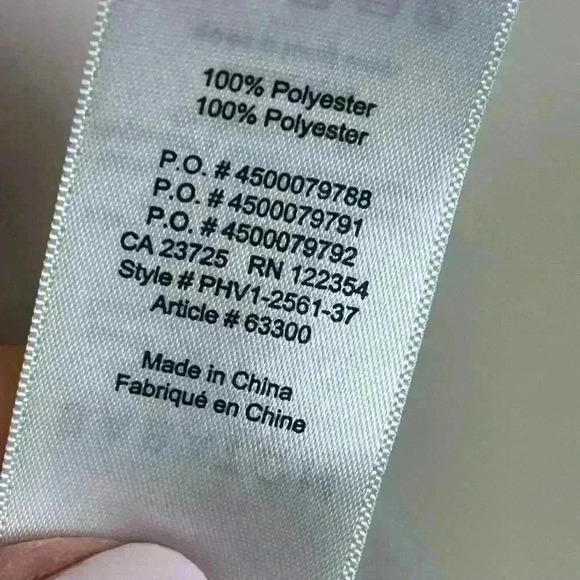 100% Polyester
100% Polyester
P.O. # 4500079788
P.O. # 4500079791
P.O. # 4500079792
CA 23725 RN 122354
Style # PHV1-2561-37
Article # 63300
Made in China
Fabriqué en Chine